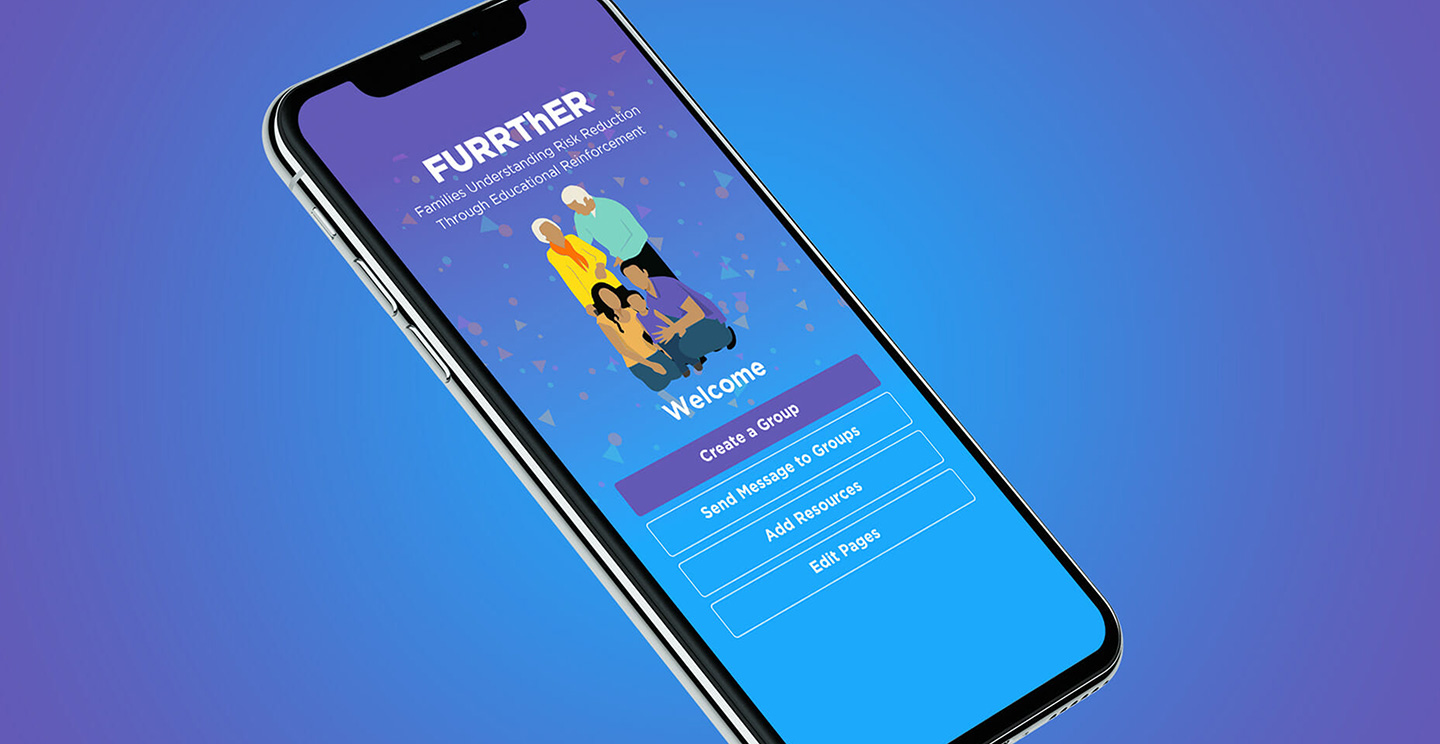 FURRThER
Families Understanding Risk Reduction
Through Educational Reinforcement
Welcome
Create a Group
Send Message to Groups
Add Resources
Edit Pages